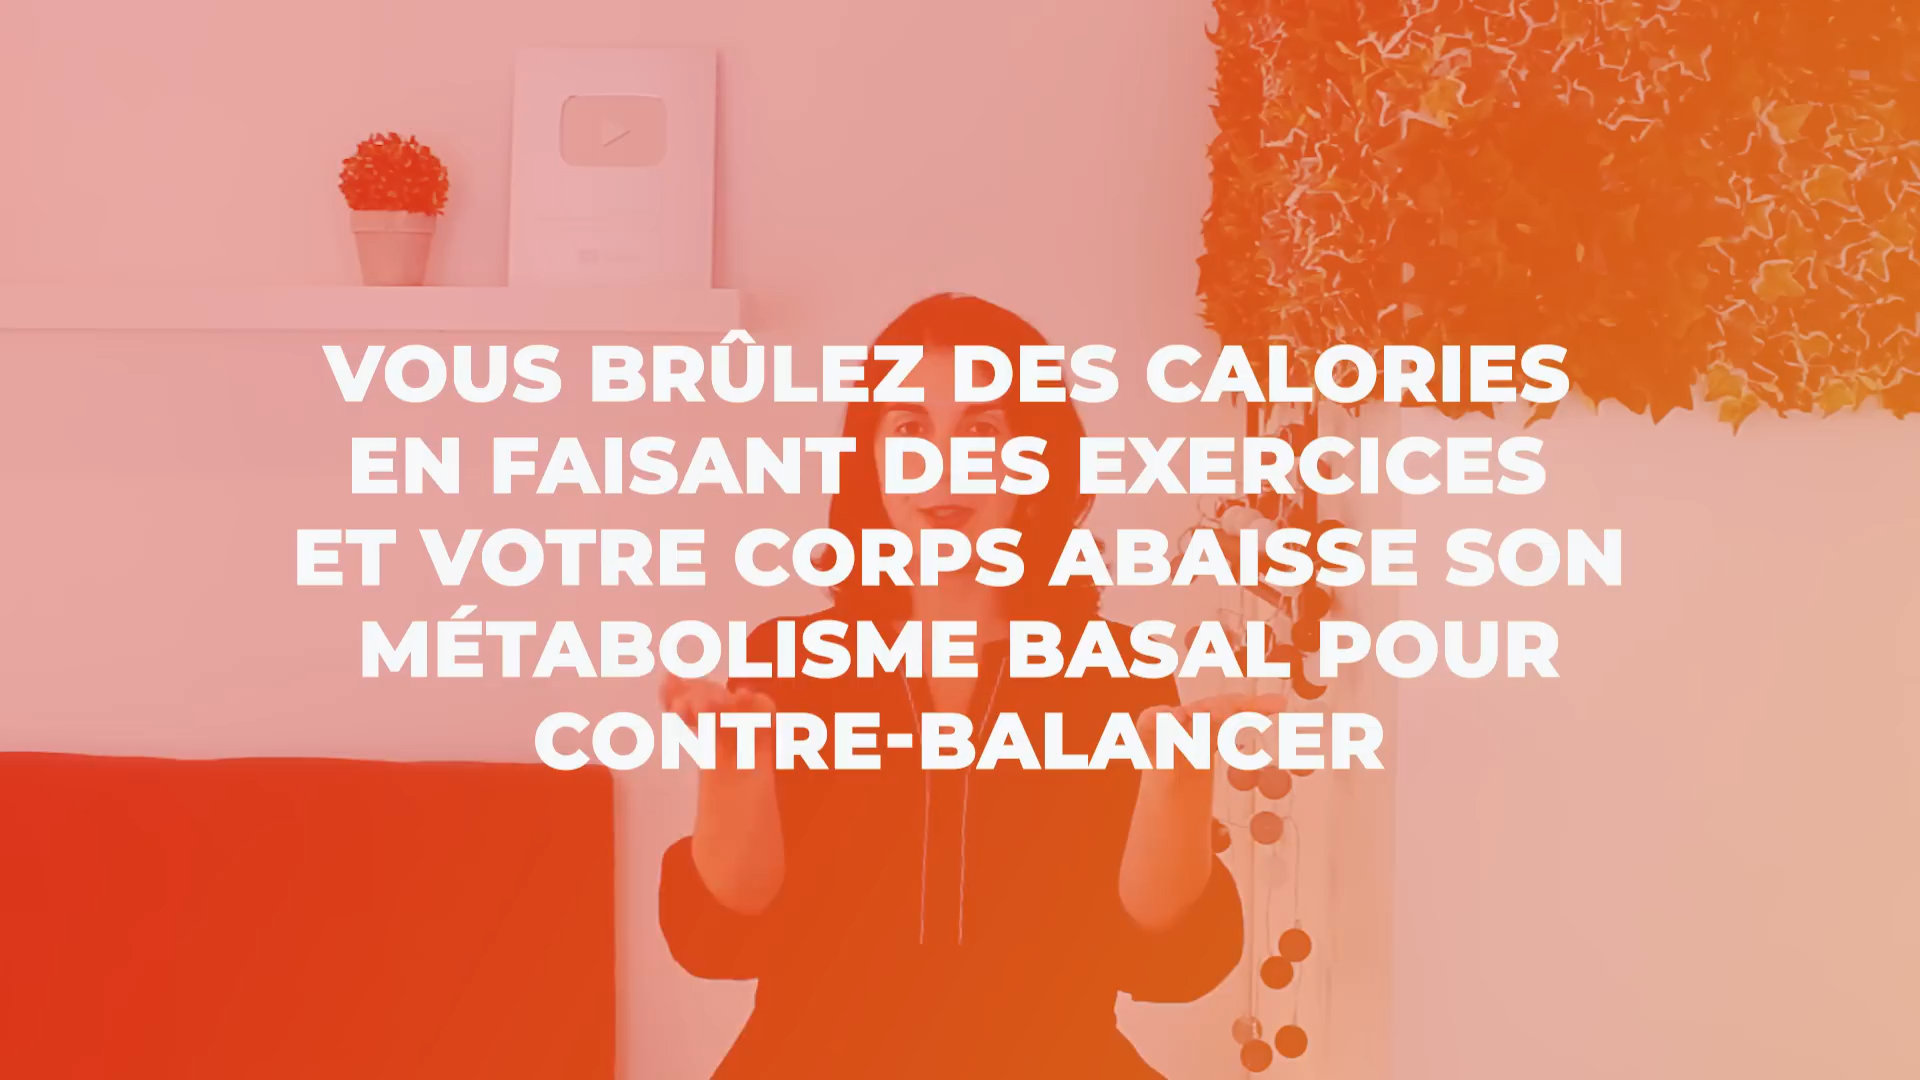 VOUS BRÛLEZ DES CALORIES
EN FAISANT DES EXERCICES
ET VOTRE CORPS ABAISSE SON
MÉTABOLISME BASAL POUR
CONTRE-BALANCER